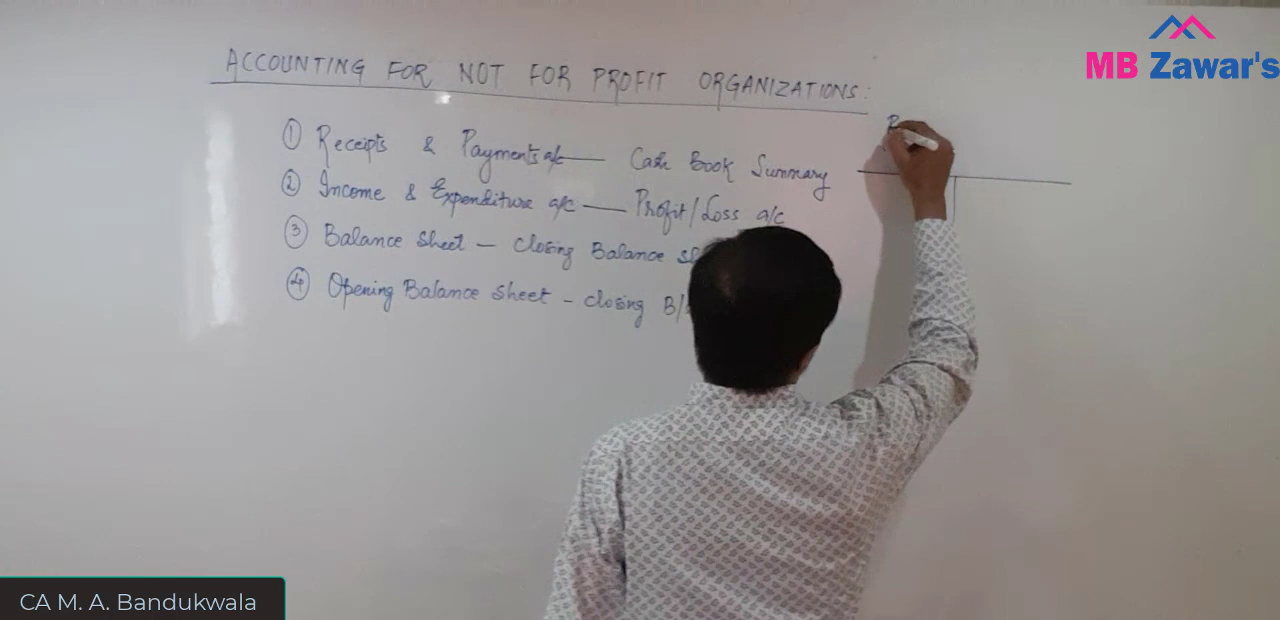 MB Zawar's
ACCOUNTING FOR NOT FOR PROFIT ORGANIZATIONS:
① Receipts & Payments a/c — Cash Book Summary
② Income & Expenditure a/c — Profit/Loss a/c
③ Balance Sheet – Closing Balance
④ Opening Balance Sheet – Closing B/
CA M. A. Bandukwala